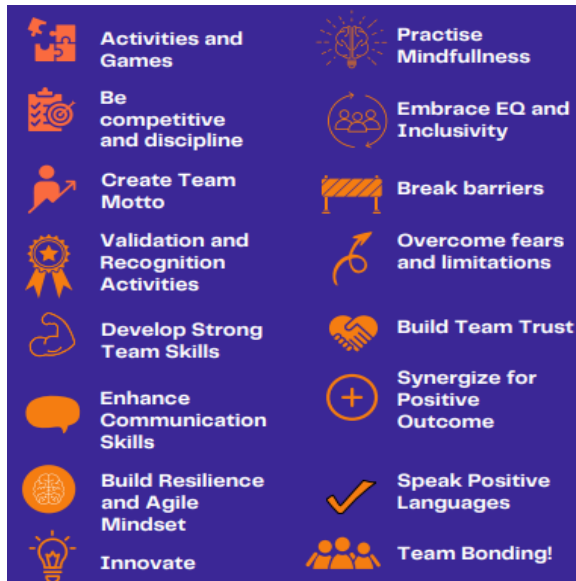 Activities and
Games
Be
competitive
and discipline
Create Team
Motto
Validation and
Recognition
Activities
Develop Strong
Team Skills
Enhance
Communication
Skills
Build Resilience
and Agile
Mindset
Innovate
Practise
Mindfullness
Embrace EQ and
Inclusivity
Break barriers
Overcome fears
and limitations
Build Team Trust
Synergize for
Positive
Outcome
Speak Positive
Languages
Team Bonding!